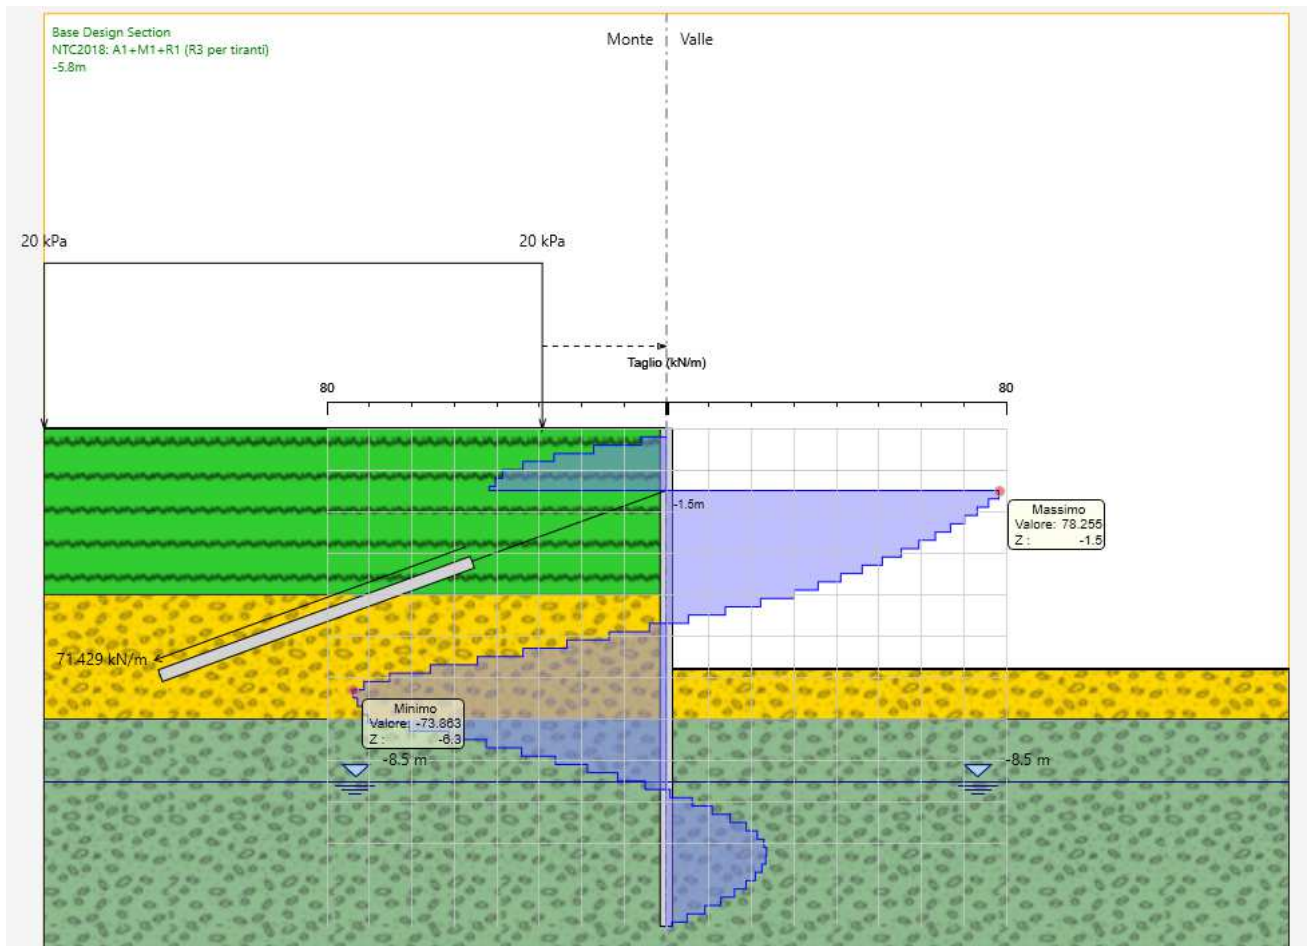 Base Design Section
NTC2018: A1+M1+R1 (R3 per tiranti)
-5.8m
Monte
Valle
20 kPa
20 kPa
Taglio (kN/m)
80
80
-1.5m
Massimo
Valore: 78.255
Z : -1.5
71.429 kN/m
Minimo
Valore: -73.863
Z : -6.3
-8.5 m
-8.5 m